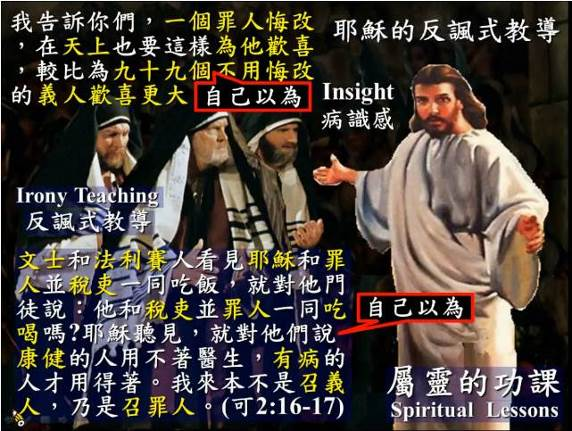 我告訴你們，一個罪人悔改
，在天上也要這樣為他歡喜
，較比為九十九個不用悔改
的義人歡喜更大
自己以為
耶穌的反諷式教導
Insight
病識感
Irony Teaching
反諷式教導
文士和法利賽人看見耶穌和罪
人並稅吏一同吃飯，就對他門
徒說：他和稅吏並罪人一同吃
喝嗎?耶穌聽見，就對他們說
康健的人用不著醫生，有病的
人才用得著。我來本不是召義
人，乃是召罪人。(可2:16-17)
自己以為
屬靈的功課
Spiritual Lessons